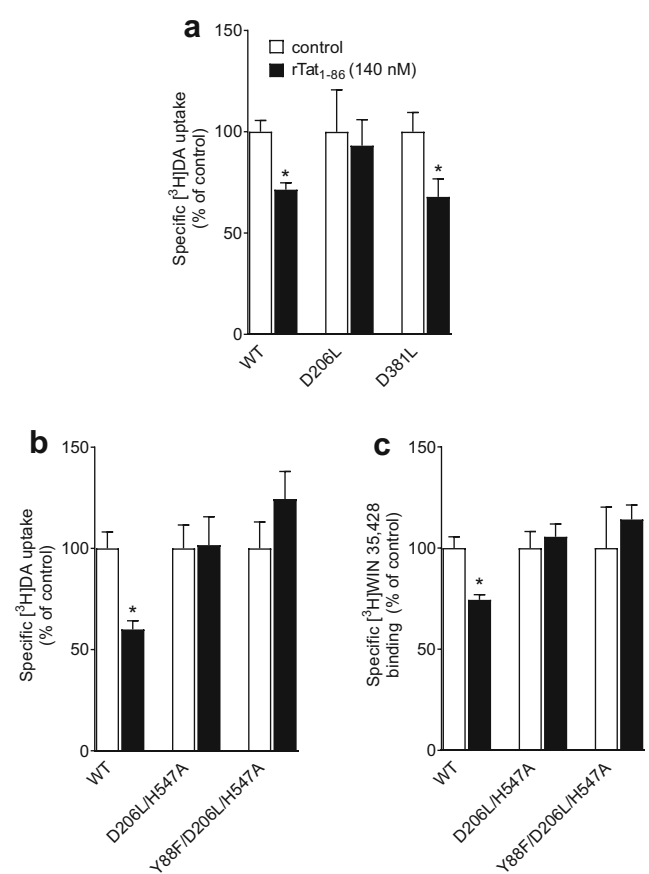 a
150
100
50
0
Specific [³H]DA uptake
(% of control)
control
rTat₁₋₈₆ (140 nM)
*
*
WT
D206L
D381L
b
150
100
50
0
Specific [³H]DA uptake
(% of control)
*
WT
D206L/H547A
Y88F/D206L/H547A
c
150
100
50
0
Specific [³H]WIN 35,428
binding (% of control)
*
WT
D206L/H547A
Y88F/D206L/H547A